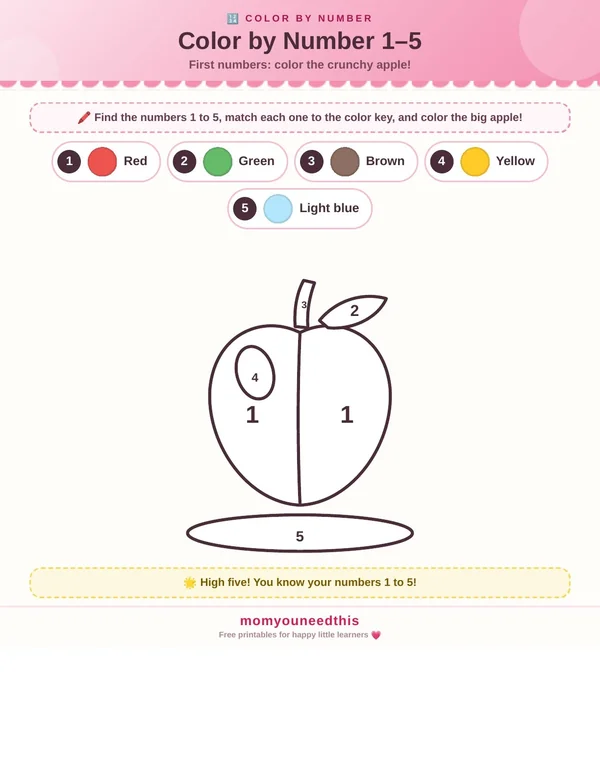 🔢 COLOR BY NUMBER
Color by Number 1–5
First numbers: color the crunchy apple!
🖍️ Find the numbers 1 to 5, match each one to the color key, and color the big apple!
1 Red 2 Green 3 Brown 4 Yellow
5 Light blue
3
2
4
1 1
5
🌟 High five! You know your numbers 1 to 5!
momyouneedthis
Free printables for happy little learners 💗